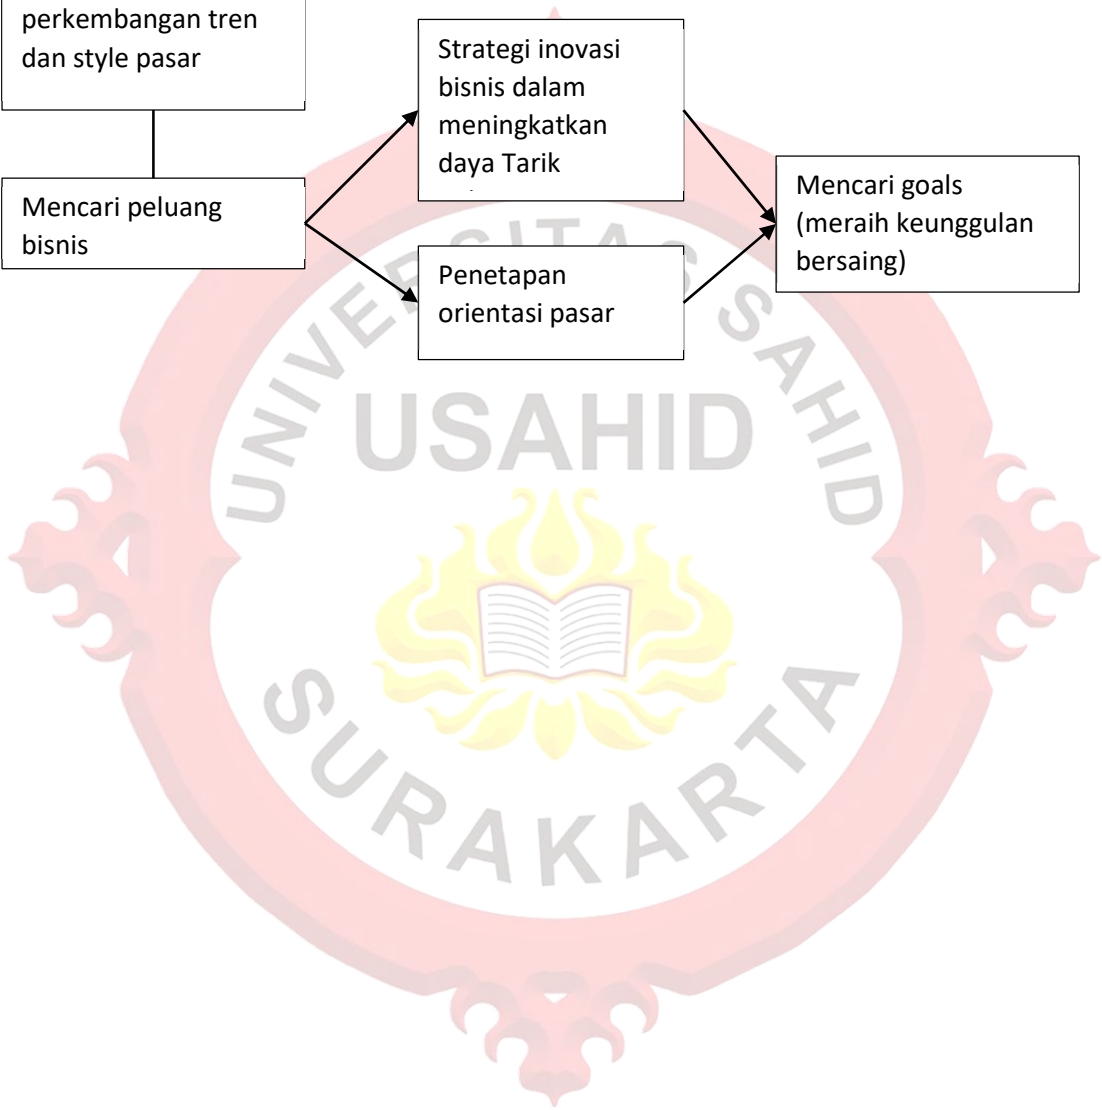 perkembangan tren
dan style pasar
Mencari peluang
bisnis
Strategi inovasi
bisnis dalam
meningkatkan
daya Tarik
Penetapan
orientasi pasar
Mencari goals
(meraih keunggulan
bersaing)
UNIVERSITAS SAHID
USAHID
SURAKARTA